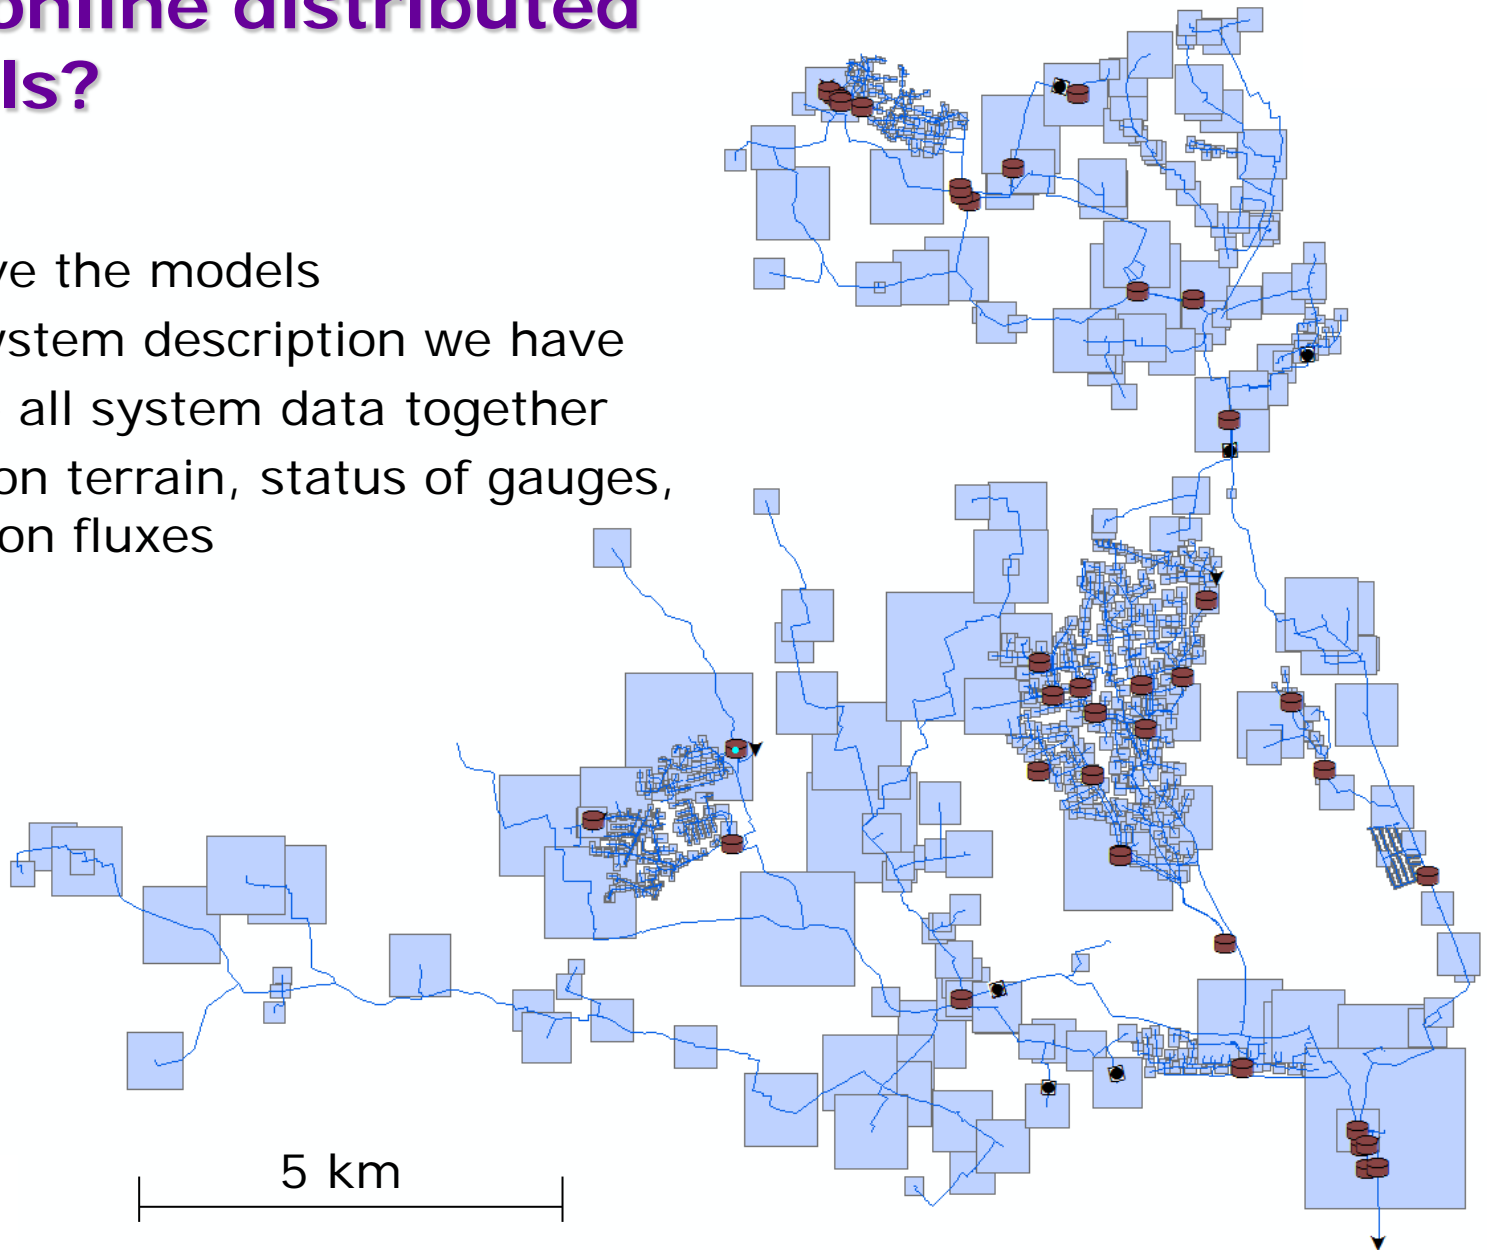 online distributed
ls?
ve the models
ystem description we have
all system data together
on terrain, status of gauges,
on fluxes
5 km